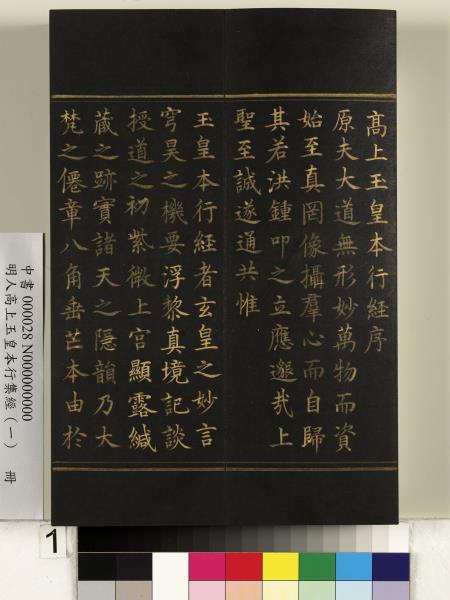 高上玉皇本行經序
原夫大道無形妙萬物而資
始至真罔像攝羣心而自歸
其若洪鍾叩之立應邈㢤上
聖至誠遂通共惟
玉皇本行經者玄皇之妙言
穹昊之機要浮黎真境記談
授道之初紫微上宮顯露緘
蔵之跡實諸天之隱韻乃大
梵之僊章八角垂芒本由於
中書 000028 N000000000
明人高上玉皇本行集經（一） 冊
1